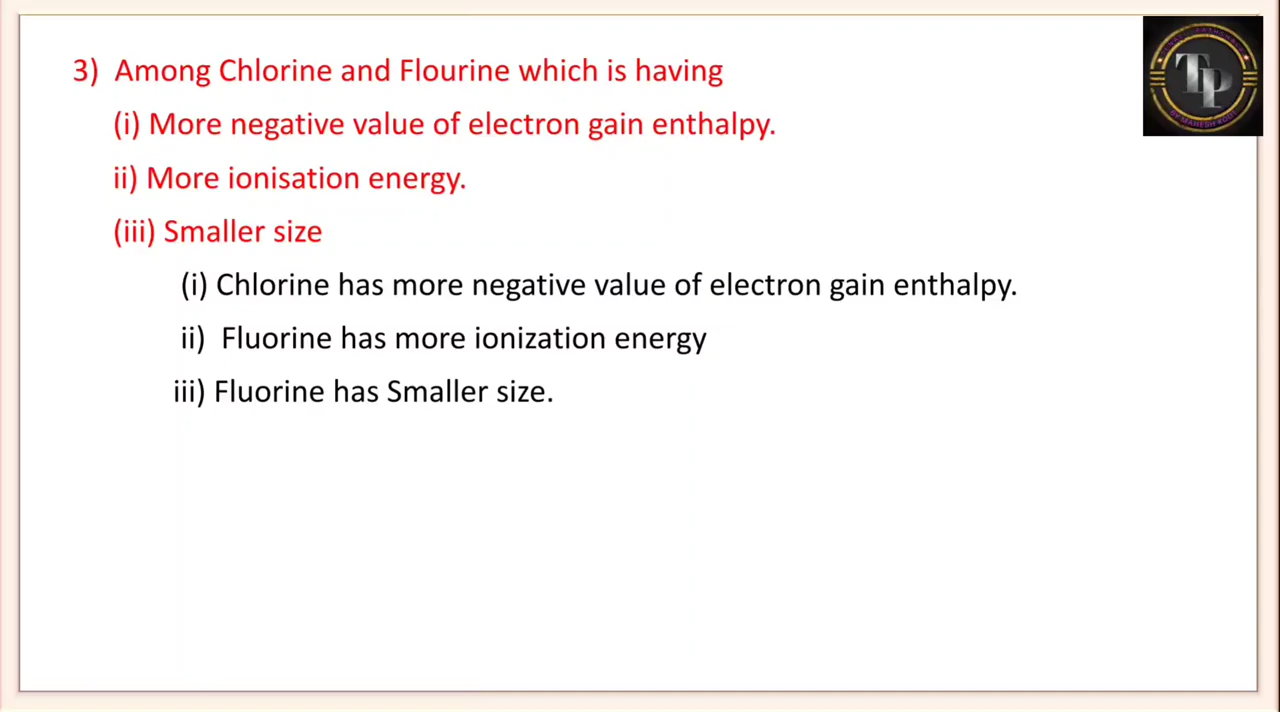 3) Among Chlorine and Flourine which is having
(i) More negative value of electron gain enthalpy.
ii) More ionisation energy.
(iii) Smaller size
(i) Chlorine has more negative value of electron gain enthalpy.
ii) Fluorine has more ionization energy
iii) Fluorine has Smaller size.
TP